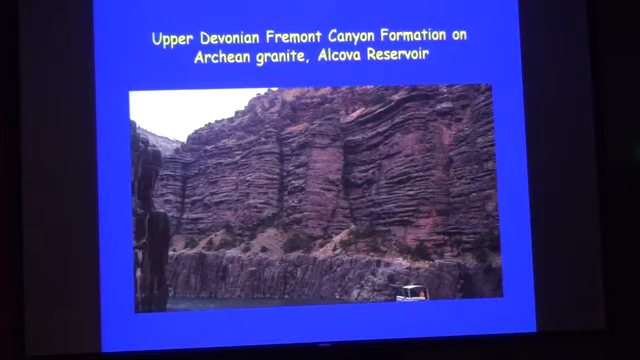 Upper Devonian Fremont Canyon Formation on
Archean granite, Alcova Reservoir